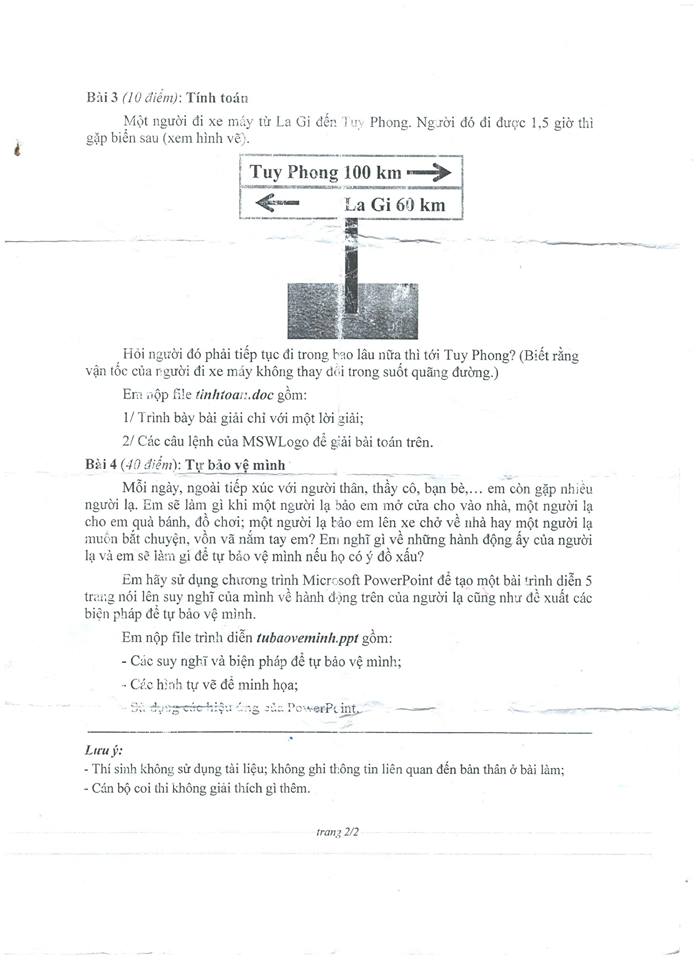 Bài 3 (10 điểm): Tính toán
Một người đi xe máy từ La Gi đến Tuy Phong. Người đó đi được 1,5 giờ thì
gặp biển sau (xem hình vẽ).
Tuy Phong 100 km →
← La Gi 60 km
Hỏi người đó phải tiếp tục đi trong bao lâu nữa thì tới Tuy Phong? (Biết rằng
vận tốc của người đi xe máy không thay đổi trong suốt quãng đường.)
Em nộp file tinhtoan.doc gồm:
1/ Trình bày bài giải chỉ với một lời giải;
2/ Các câu lệnh của MSWLogo để giải bài toán trên.
Bài 4 (40 điểm): Tự bảo vệ mình
Mỗi ngày, ngoài tiếp xúc với người thân, thầy cô, bạn bè,... em còn gặp nhiều
người lạ. Em sẽ làm gì khi một người lạ bảo em mở cửa cho vào nhà, một người lạ
cho em quà bánh, đồ chơi; một người lạ bảo em lên xe chở về nhà hay một người lạ
muốn bắt chuyện, vồn vã nắm tay em? Em nghĩ gì về những hành động ấy của người
lạ và em sẽ làm gì để tự bảo vệ mình nếu họ có ý đồ xấu?
Em hãy sử dụng chương trình Microsoft PowerPoint để tạo một bài trình diễn 5
trang nói lên suy nghĩ của mình về hành động trên của người lạ cũng như đề xuất các
biện pháp để tự bảo vệ mình.
Em nộp file trình diễn tubaoveminh.ppt gồm:
- Các suy nghĩ và biện pháp để tự bảo vệ mình;
- Các hình tự vẽ để minh họa;
- Sử dụng các hiệu ứng của PowerPoint.
Lưu ý:
- Thí sinh không sử dụng tài liệu; không ghi thông tin liên quan đến bản thân ở bài làm;
- Cán bộ coi thi không giải thích gì thêm.
trang 2/2